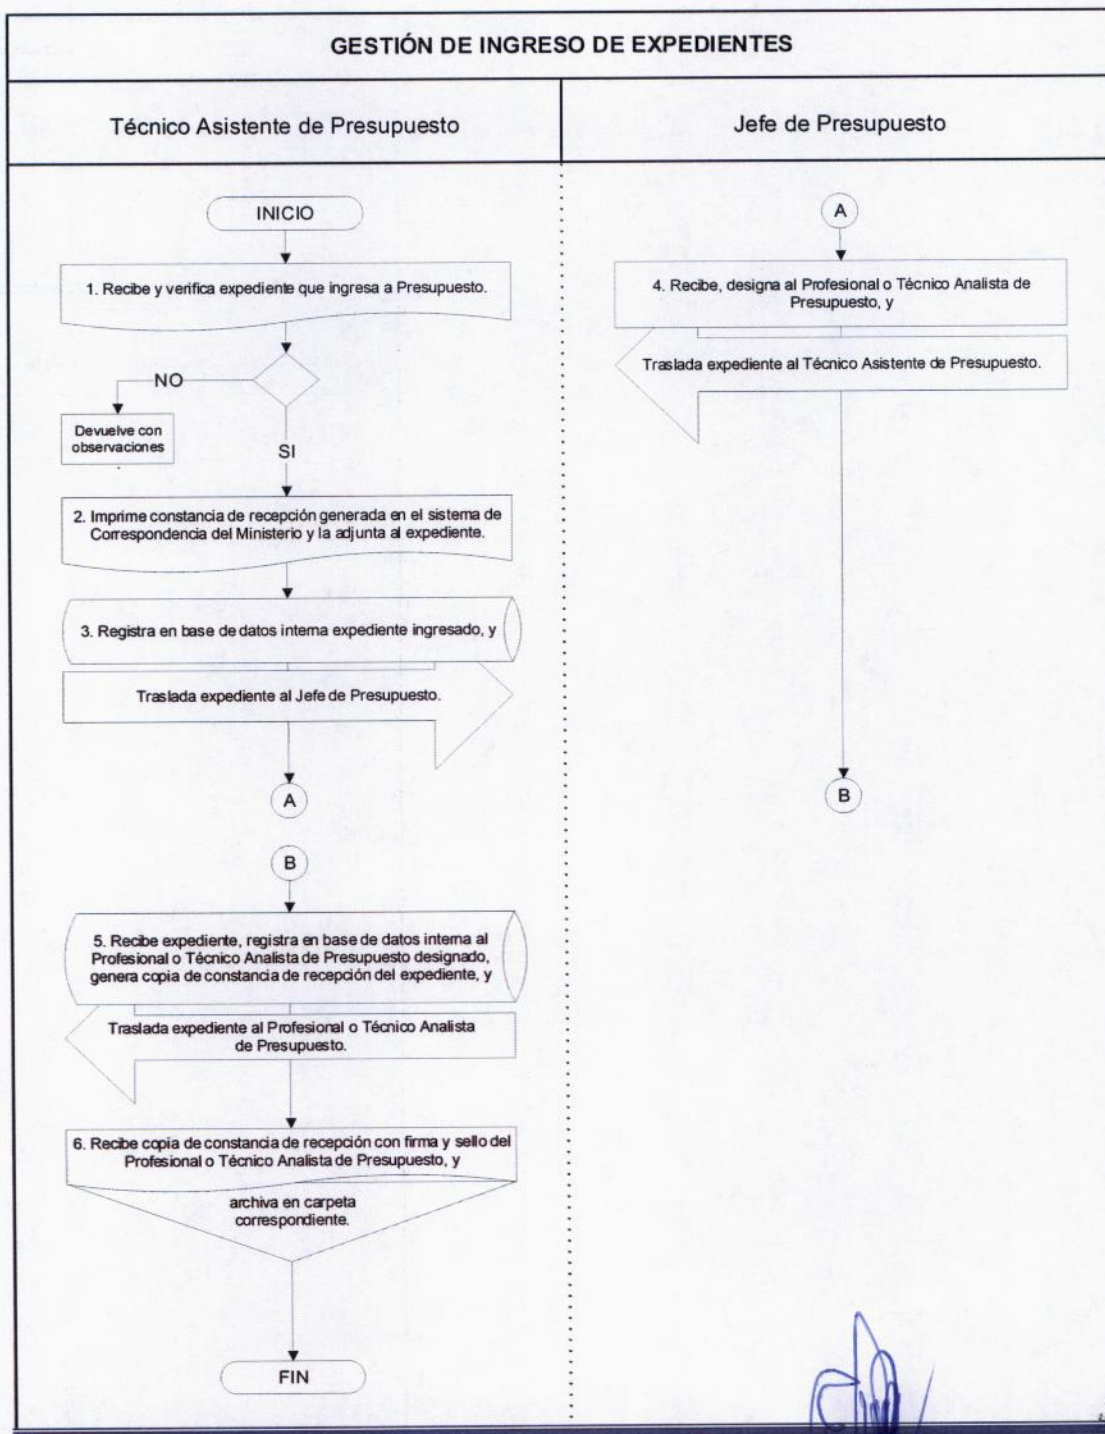 GESTIÓN DE INGRESO DE EXPEDIENTES
Técnico Asistente de Presupuesto
Jefe de Presupuesto
INICIO
1. Recibe y verifica expediente que ingresa a Presupuesto.
NO
Devuelve con
observaciones
SI
2. Imprime constancia de recepción generada en el sistema de
Correspondencia del Ministerio y la adjunta al expediente.
3. Registra en base de datos interna expediente ingresado, y
Traslada expediente al Jefe de Presupuesto.
A
A
4. Recibe, designa al Profesional o Técnico Analista de
Presupuesto, y
Traslada expediente al Técnico Asistente de Presupuesto.
B
B
5. Recibe expediente, registra en base de datos interna al
Profesional o Técnico Analista de Presupuesto designado,
genera copia de constancia de recepción del expediente, y
Traslada expediente al Profesional o Técnico Analista
de Presupuesto.
6. Recibe copia de constancia de recepción con firma y sello del
Profesional o Técnico Analista de Presupuesto, y
archiva en carpeta
correspondiente.
FIN